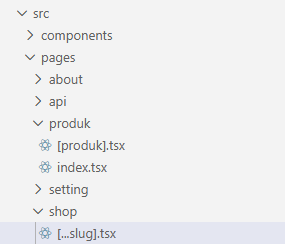 src
components
pages
about
api
produk
[produk].tsx
index.tsx
setting
shop
[...slug].tsx